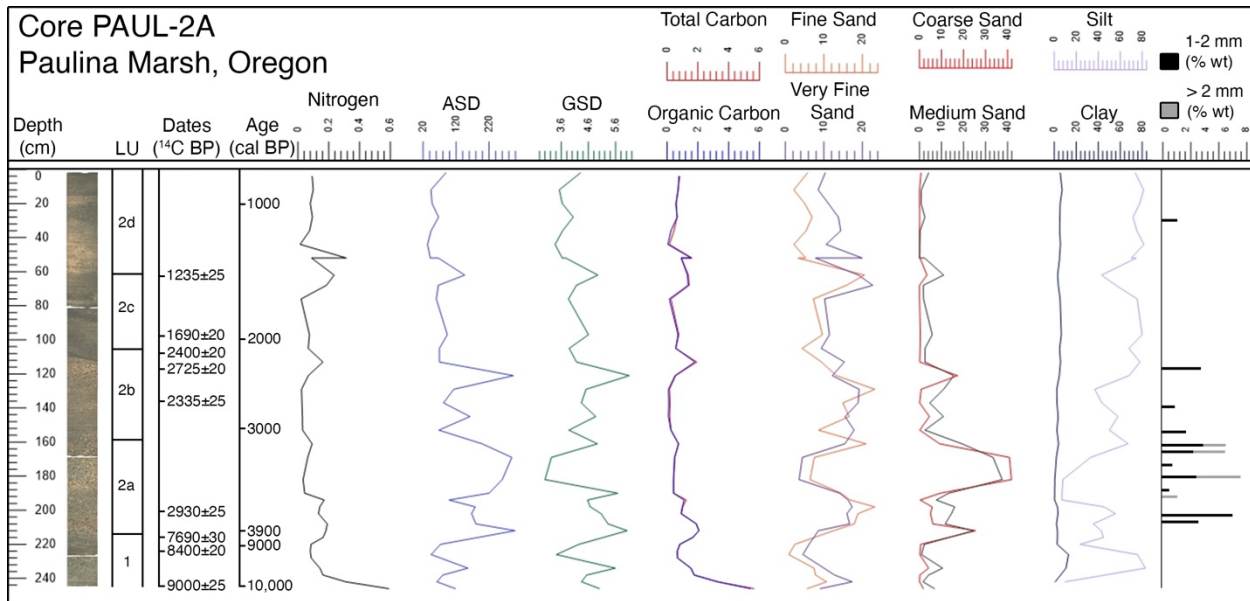 Core PAUL-2A
Paulina Marsh, Oregon
Total Carbon
0 2 4 6
Fine Sand
0 10 20
Coarse Sand
0 10 20 30 40
Silt
0 20 40 60 80
1-2 mm
(% wt)
> 2 mm
(% wt)
Depth
(cm)
LU
Dates
(14C BP)
Age
(cal BP)
Nitrogen
0 0.2 0.4 0.6
ASD
20 120 220
GSD
3.6 4.6 5.6
Organic Carbon
0 2 4 6
Very Fine
Sand
0 10 20
Medium Sand
0 10 20 30 40
Clay
0 20 40 60 80
0 2 4 6 8
0
20
40
60
80
100
120
140
160
180
200
220
240
2d
2c
2b
2a
1
1235±25
1690±20
2400±20
2725±20
2335±25
2930±25
7690±30
8400±20
9000±25
1000
2000
3000
3900
9000
10,000